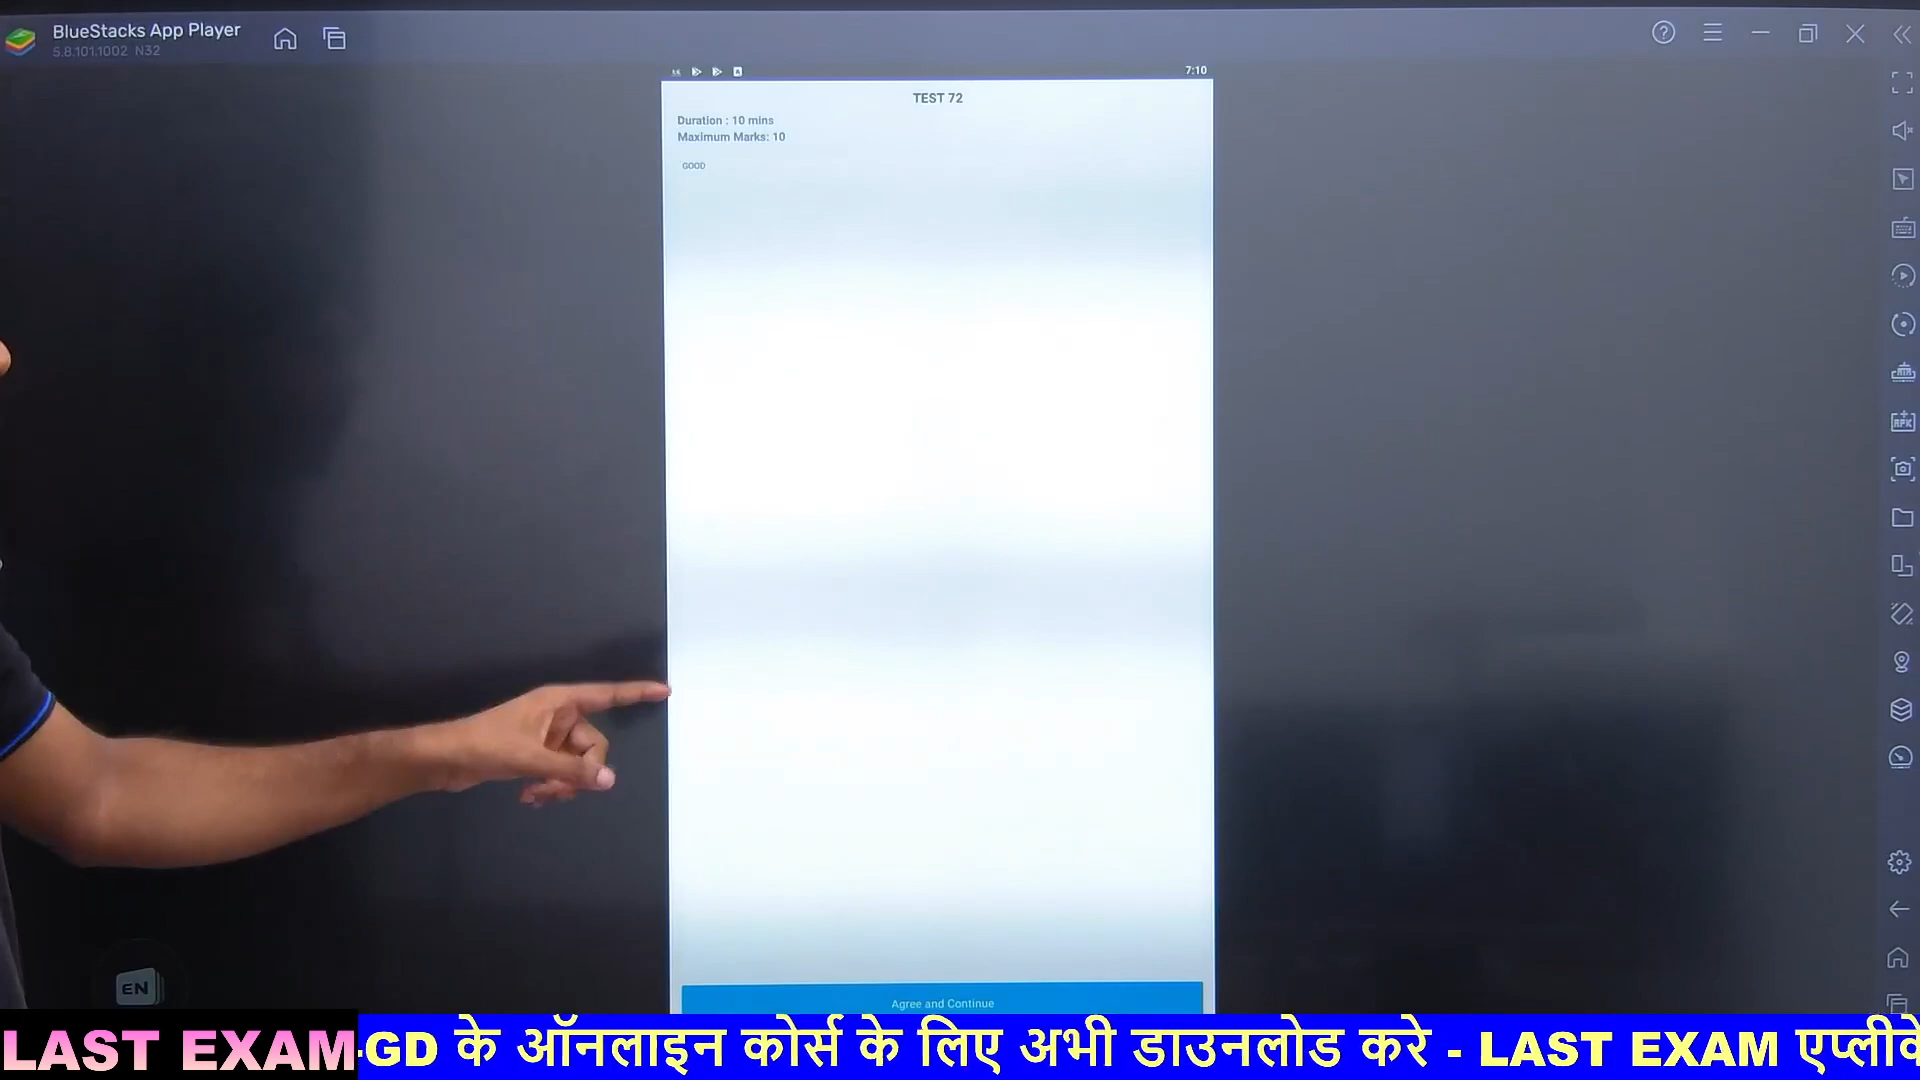 BlueStacks App Player
5.8.101.1002 N32
7:10
TEST 72
Duration : 10 mins
Maximum Marks: 10
GOOD
Agree and Continue
EN
LAST EXAM
-GD के ऑनलाइन कोर्स के लिए अभी डाउनलोड करे - LAST EXAM